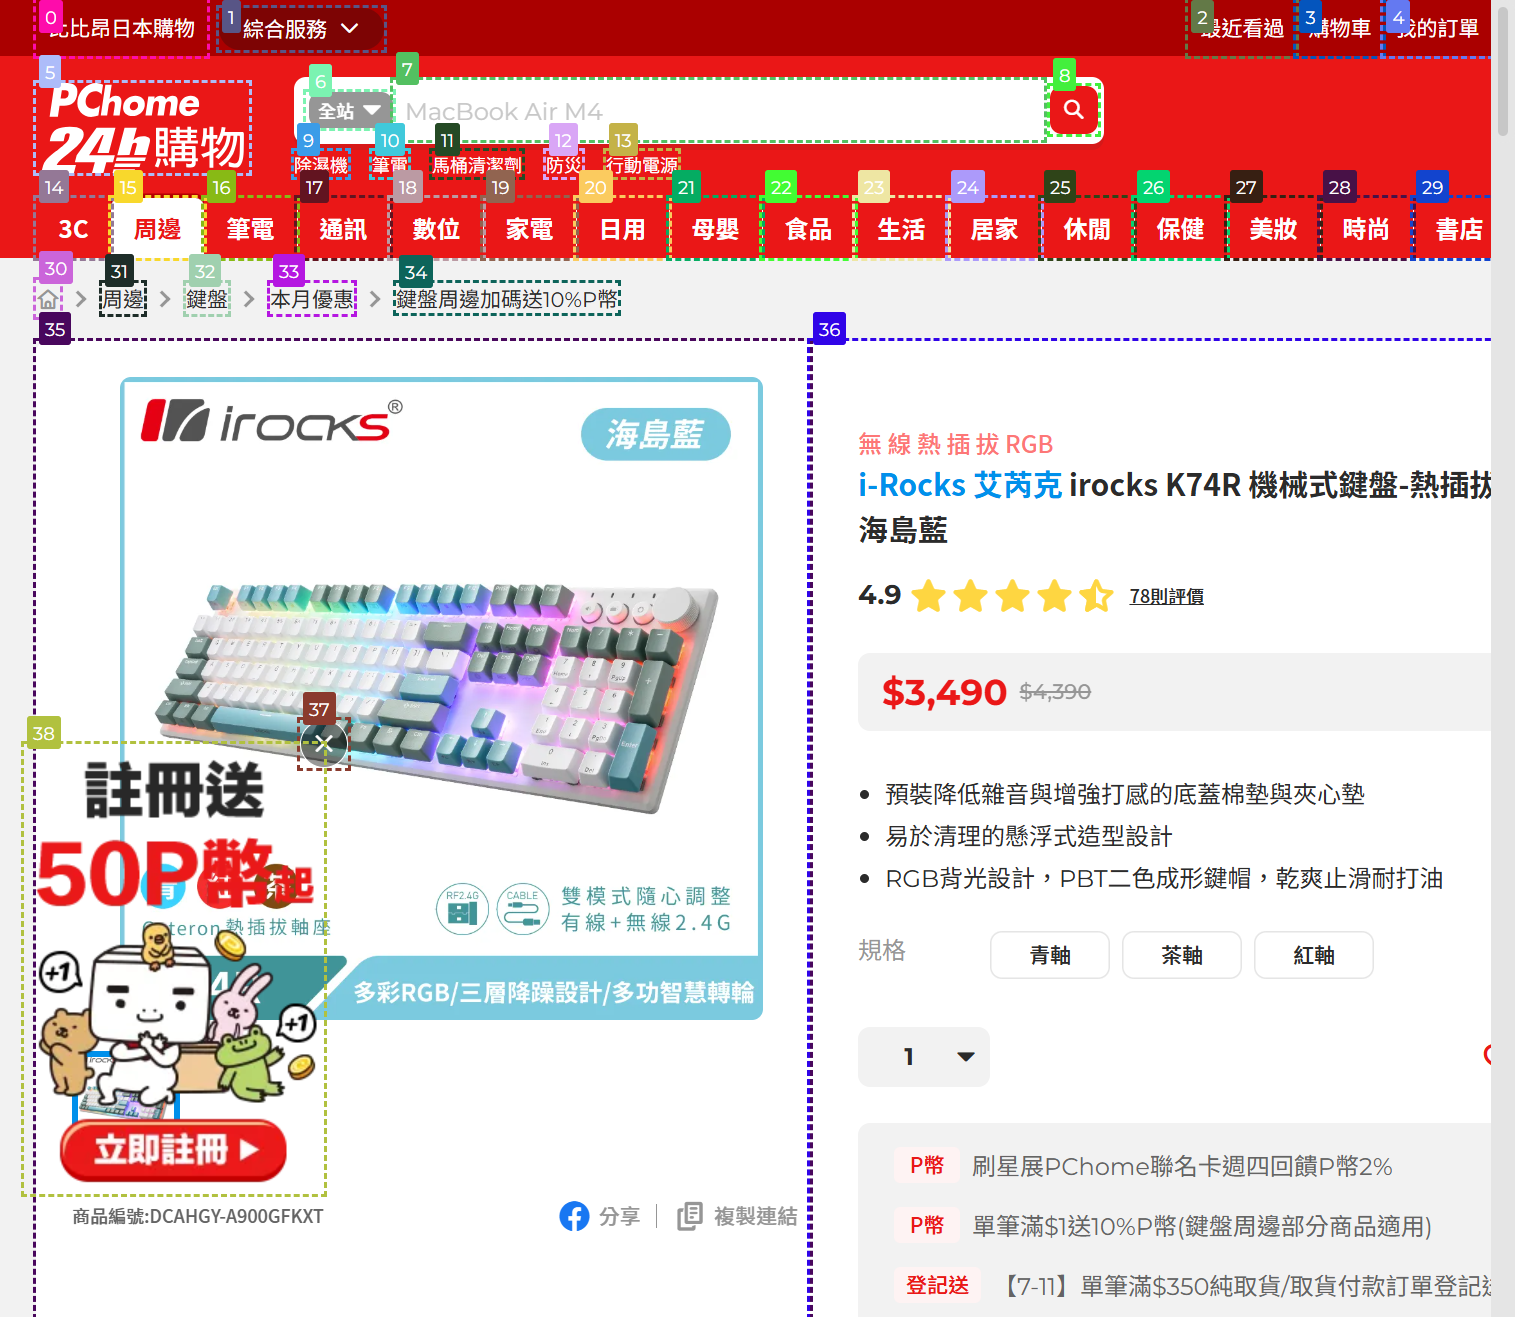 比比昂日本購物
綜合服務
最近看過
購物車
我的訂單
PChome
24h購物
全站
MacBook Air M4
除濕機
筆電
馬桶清潔劑
防災
行動電源
3C
周邊
筆電
通訊
數位
家電
日用
母嬰
食品
生活
居家
休閒
保健
美妝
時尚
書店
周邊
鍵盤
本月優惠
鍵盤周邊加碼送10%P幣
irocks®
海島藍
RF2.4G
CABLE
雙模式隨心調整
有線+無線2.4G
熱插拔軸座
多彩RGB/三層降躁設計/多功智慧轉輪
註冊送
50P幣起
+1
+1
立即註冊
商品編號:DCAHGY-A900GFKXT
分享
複製連結
無線熱插拔RGB
i-Rocks 艾芮克 irocks K74R 機械式鍵盤-熱插拔
海島藍
4.9
78則評價
$3,490 $4,390
預裝降低雜音與增強打感的底蓋棉墊與夾心墊
易於清理的懸浮式造型設計
RGB背光設計，PBT二色成形鍵帽，乾爽止滑耐打油
規格
青軸
茶軸
紅軸
1
P幣 刷星展PChome聯名卡週四回饋P幣2%
P幣 單筆滿$1送10%P幣(鍵盤周邊部分商品適用)
登記送 【7-11】單筆滿$350純取貨/取貨付款訂單登記送
0
1
2
3
4
5
6
7
8
9
10
11
12
13
14
15
16
17
18
19
20
21
22
23
24
25
26
27
28
29
30
31
32
33
34
35
36
37
38